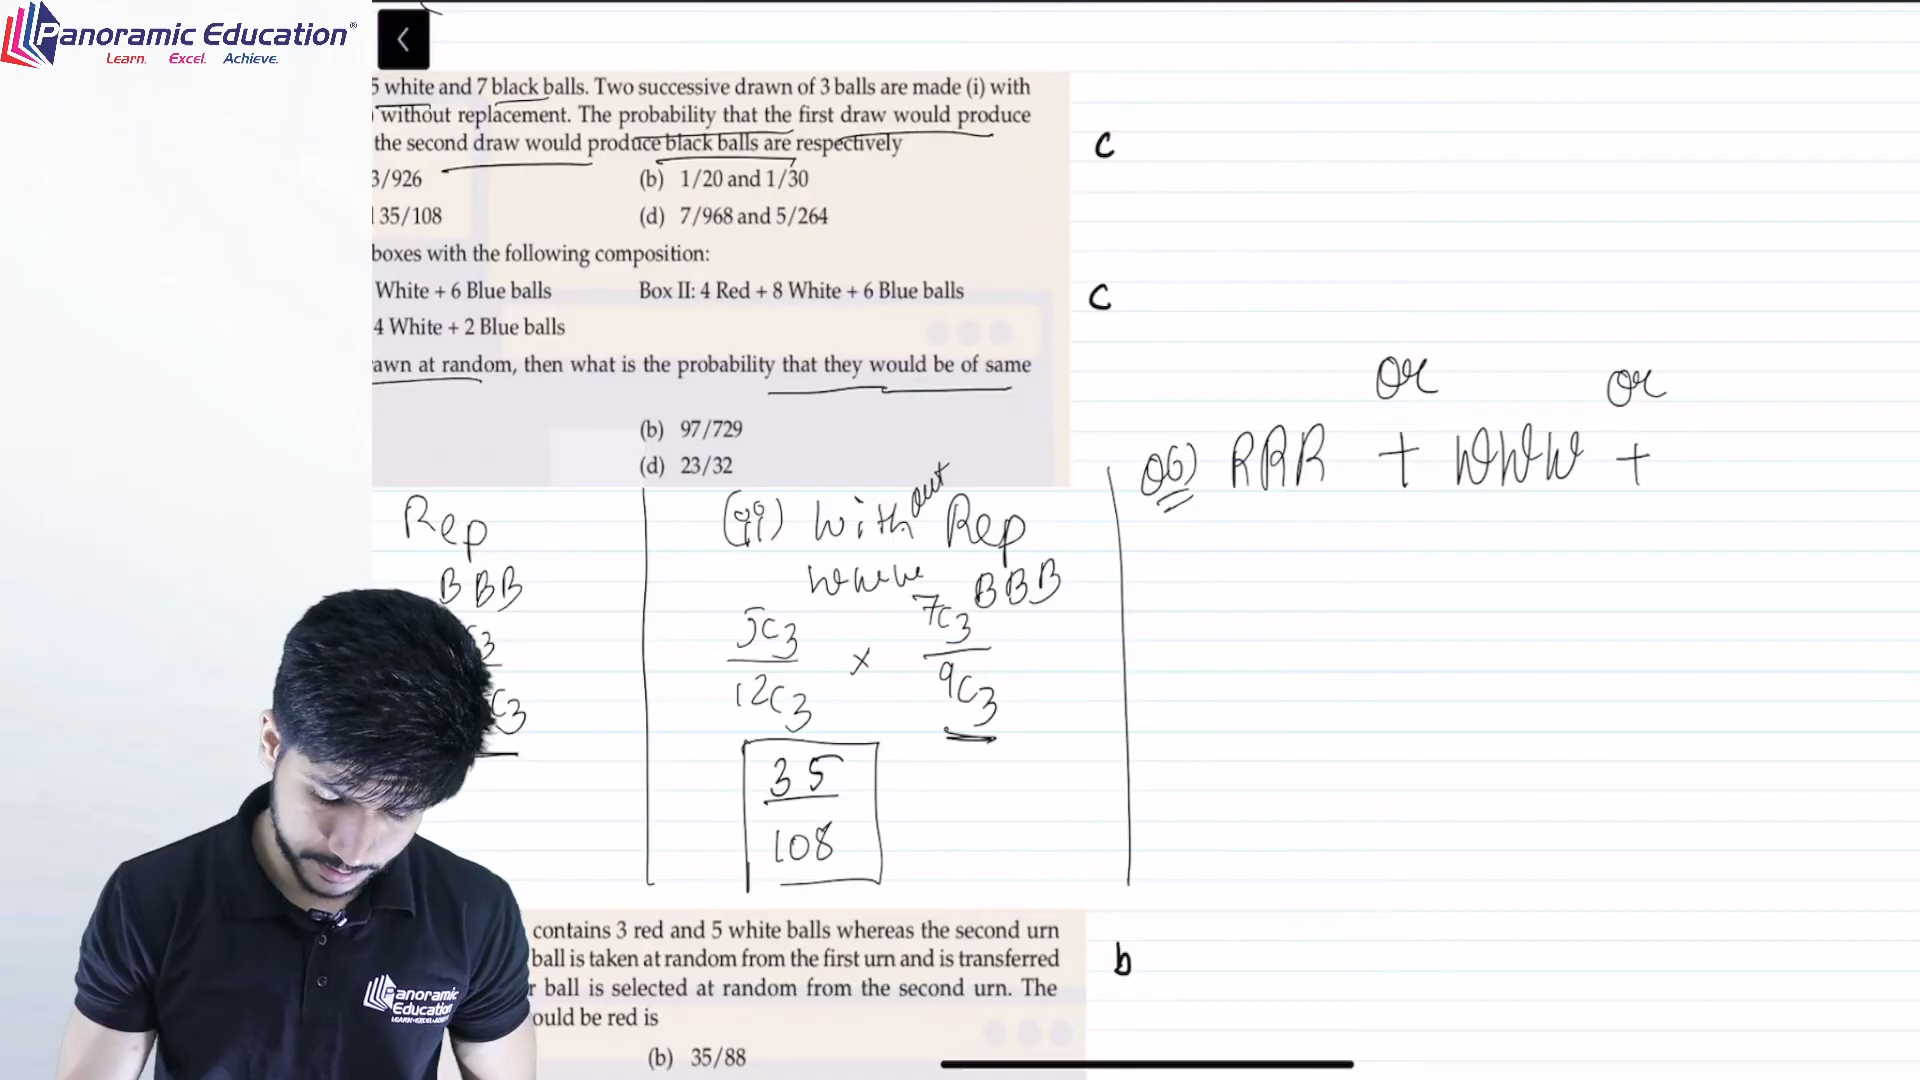 Panoramic Education®
Learn. Excel. Achieve.
5 white and 7 black balls. Two successive drawn of 3 balls are made (i) with
without replacement. The probability that the first draw would produce
the second draw would produce black balls are respectively
3/926
(b) 1/20 and 1/30
35/108
(d) 7/968 and 5/264
boxes with the following composition:
White + 6 Blue balls
Box II: 4 Red + 8 White + 6 Blue balls
4 White + 2 Blue balls
awn at random, then what is the probability that they would be of same
(b) 97/729
(d) 23/32
C
C
or or
Q6) RRR + WWW +
Rep
BBB
C3
(ii) without Rep
www BBB
5C3 × 7C3
12C3 9C3
35
108
contains 3 red and 5 white balls whereas the second urn
ball is taken at random from the first urn and is transferred
r ball is selected at random from the second urn. The
ould be red is
(b) 35/88
b
Panoramic
Education